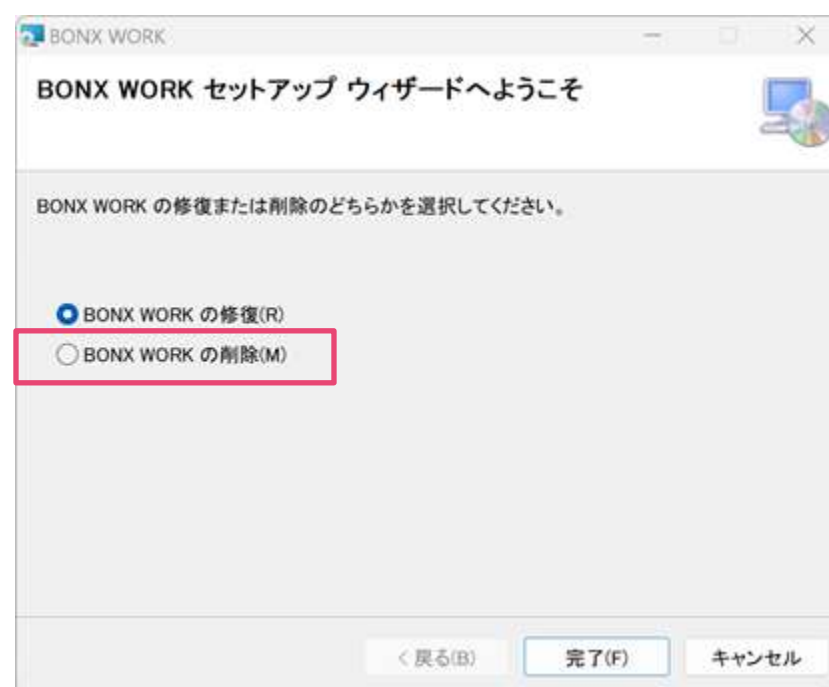 BONX WORK
BONX WORK セットアップ ウィザードへようこそ
BONX WORK の修復または削除のどちらかを選択してください。
BONX WORK の修復(R)
BONX WORK の削除(M)
< 戻る(B) 完了(F) キャンセル